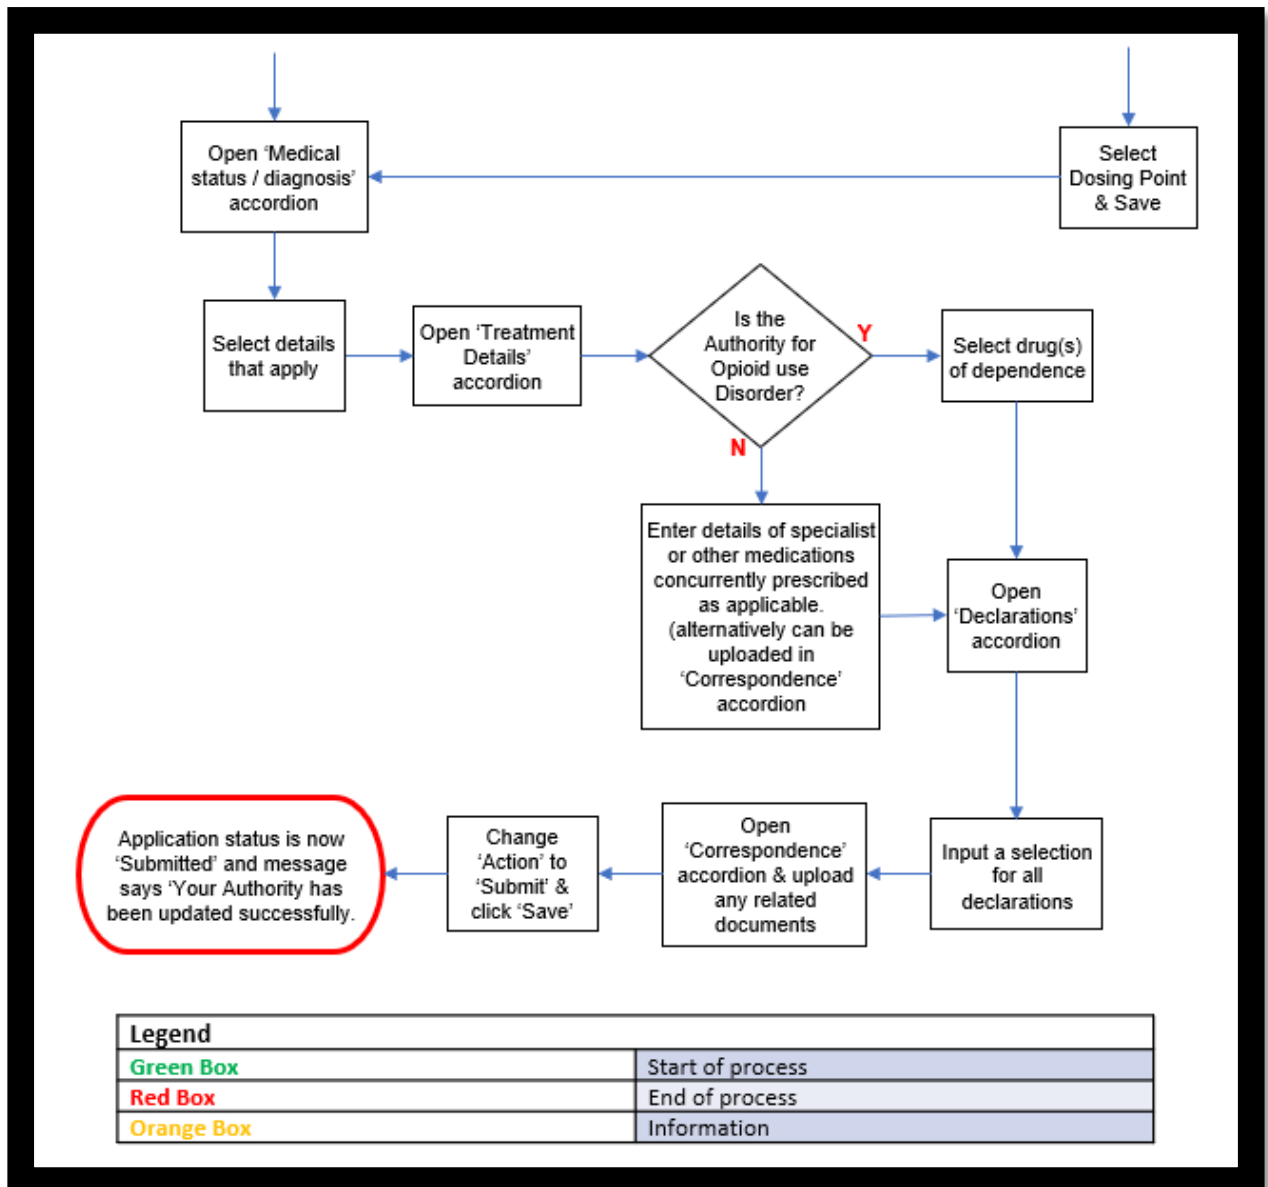 Open ‘Medical
status / diagnosis’
accordion
Select
Dosing Point
& Save
Select details
that apply
Open ‘Treatment
Details’
accordion
Is the
Authority for
Opioid use
Disorder?
Y
N
Select drug(s)
of dependence
Enter details of specialist
or other medications
concurrently prescribed
as applicable.
(alternatively can be
uploaded in
‘Correspondence’
accordion
Open
‘Declarations’
accordion
Application status is now
‘Submitted’ and message
says ‘Your Authority has
been updated successfully.
Change
‘Action’ to
‘Submit’ &
click ‘Save’
Open
‘Correspondence’
accordion & upload
any related
documents
Input a selection
for all
declarations
Legend
Green Box Start of process
Red Box End of process
Orange Box Information